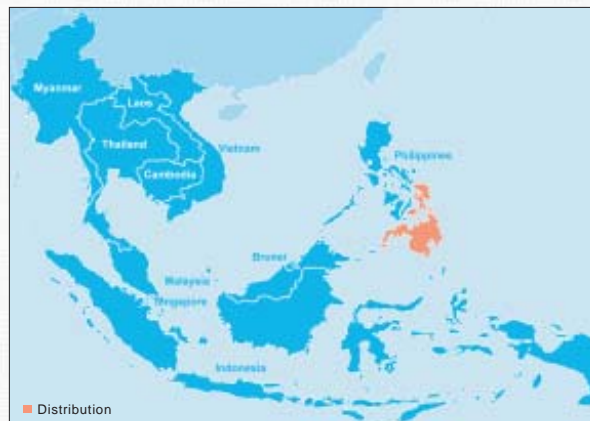 Myanmar
Laos
Thailand
Vietnam
Cambodia
Philippines
Brunei
Malaysia
Singapore
Indonesia
Distribution